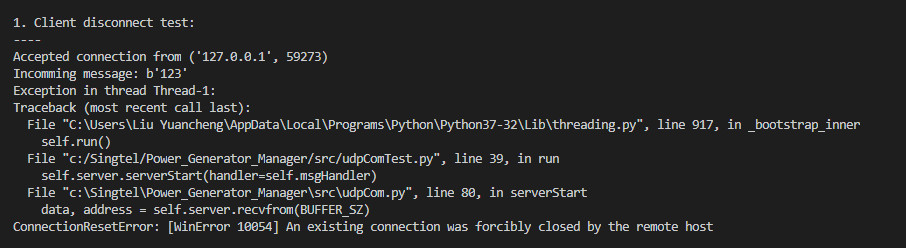 1. Client disconnect test:
----
Accepted connection from ('127.0.0.1', 59273)
Incomming message: b'123'
Exception in thread Thread-1:
Traceback (most recent call last):
  File "C:\Users\Liu Yuancheng\AppData\Local\Programs\Python\Python37-32\Lib\threading.py", line 917, in _bootstrap_inner
    self.run()
  File "c:/Singtel/Power_Generator_Manager/src/udpComTest.py", line 39, in run
    self.server.serverStart(handler=self.msgHandler)
  File "c:\Singtel\Power_Generator_Manager\src\udpCom.py", line 80, in serverStart
    data, address = self.server.recvfrom(BUFFER_SZ)
ConnectionResetError: [WinError 10054] An existing connection was forcibly closed by the remote host